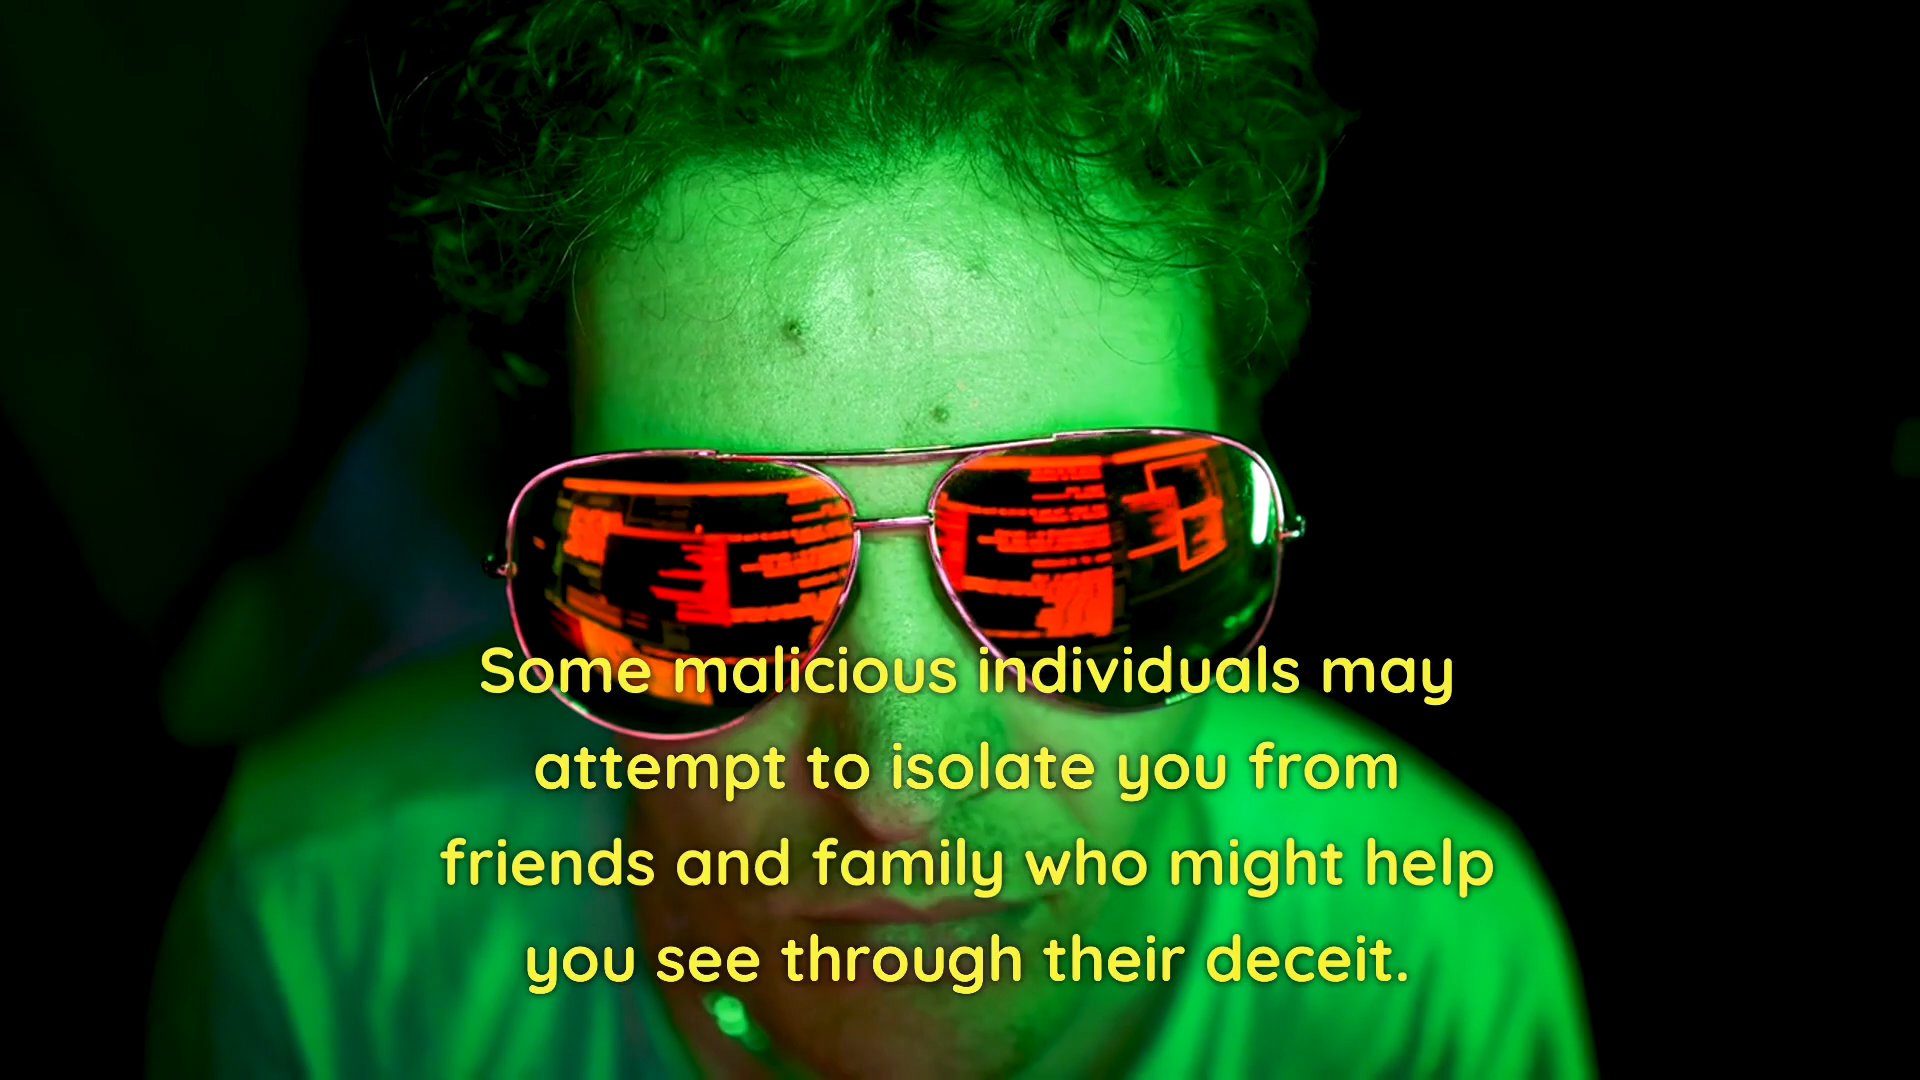 Some malicious individuals may
attempt to isolate you from
friends and family who might help
you see through their deceit.